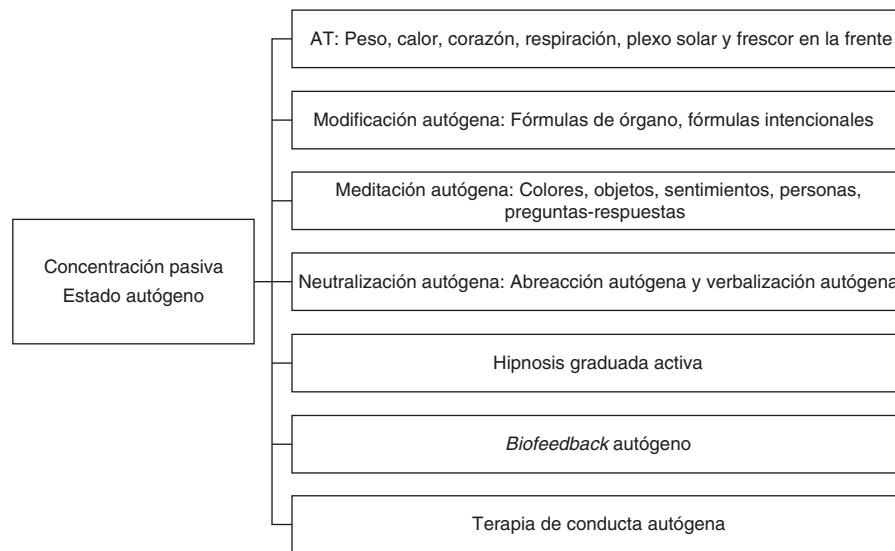 AT: Peso, calor, corazón, respiración, plexo solar y frescor en la frente
Modificación autógena: Fórmulas de órgano, fórmulas intencionales
Meditación autógena: Colores, objetos, sentimientos, personas,
preguntas-respuestas
Concentración pasiva
Estado autógeno
Neutralización autógena: Abreacción autógena y verbalización autógena
Hipnosis graduada activa
Biofeedback autógeno
Terapia de conducta autógena